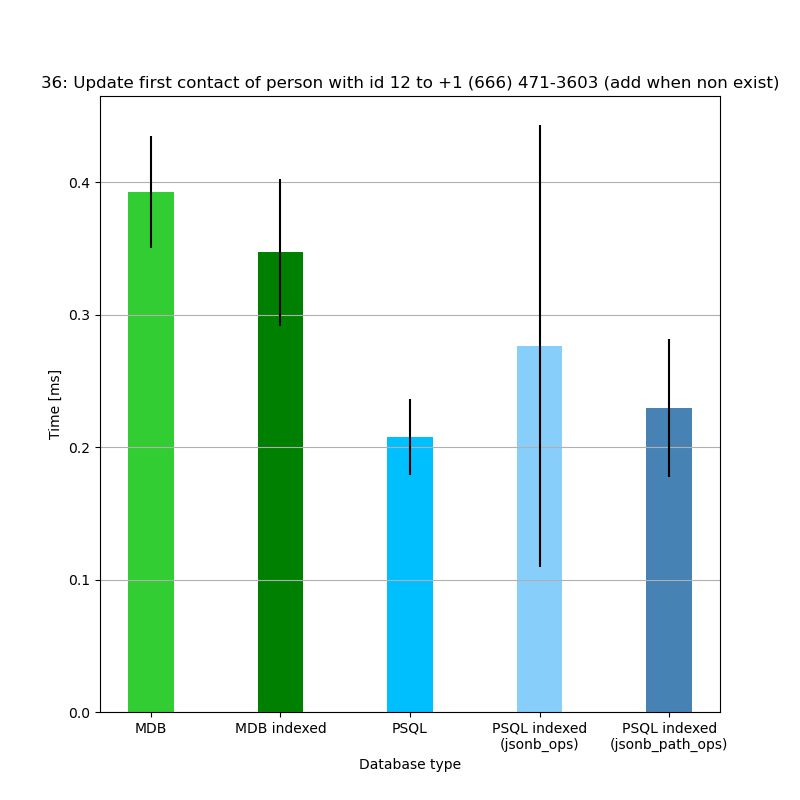 36: Update first contact of person with id 12 to +1 (666) 471-3603 (add when non exist)
Time [ms]
0.4
0.3
0.2
0.1
0.0
MDB
MDB indexed
PSQL
PSQL indexed
(jsonb_ops)
PSQL indexed
(jsonb_path_ops)
Database type